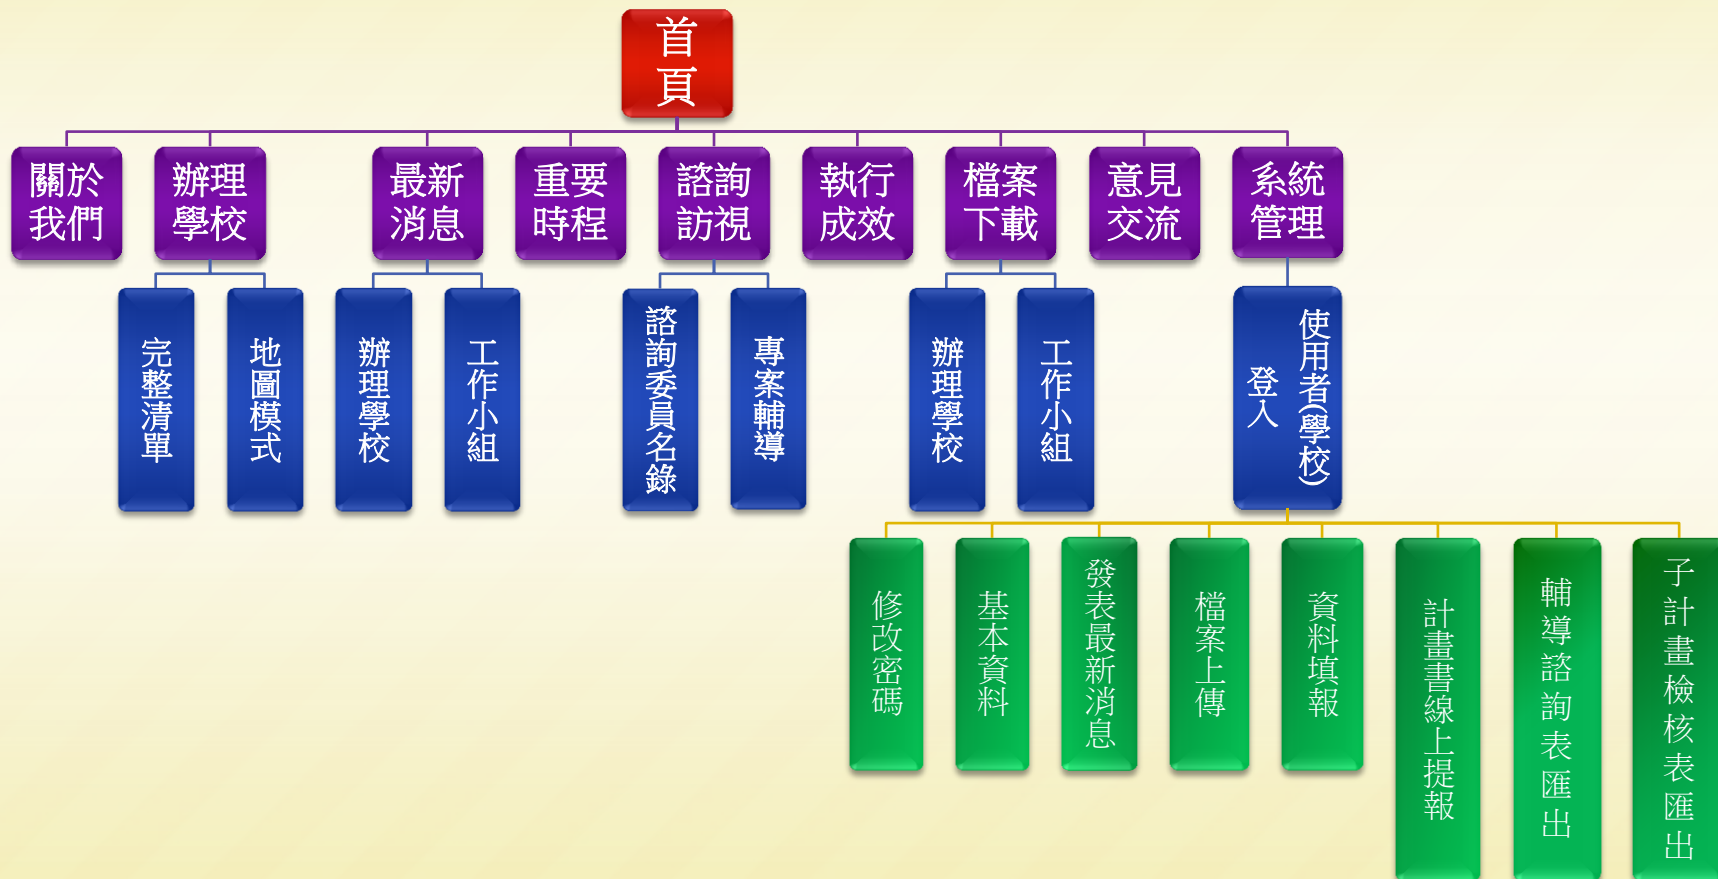 首
頁
關於
我們
辦理
學校
最新
消息
重要
時程
諮詢
訪視
執行
成效
檔案
下載
意見
交流
系統
管理
完整清單
地圖模式
辦理學校
工作小組
諮詢委員名錄
專案輔導
辦理學校
工作小組
使用者(學校)
登入
修改密碼
基本資料
發表最新消息
檔案上傳
資料填報
計畫書線上提報
輔導諮詢表匯出
子計畫檢核表匯出